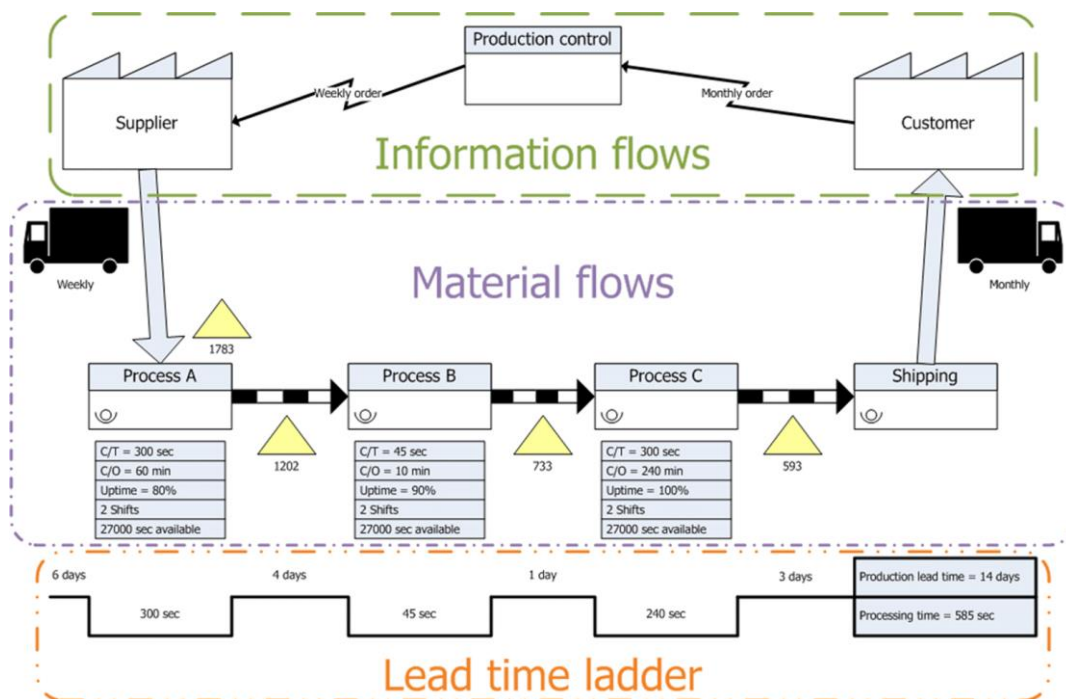 Production control
Weekly order
Monthly order
Supplier
Customer
Information flows
Weekly
Material flows
Monthly
1783
Process A
Process B
Process C
Shipping
1202
733
593
C/T = 300 sec
C/O = 60 min
Uptime = 80%
2 Shifts
27000 sec available
C/T = 45 sec
C/O = 10 min
Uptime = 90%
2 Shifts
27000 sec available
C/T = 300 sec
C/O = 240 min
Uptime = 100%
2 Shifts
27000 sec available
6 days
4 days
1 day
3 days
Production lead time = 14 days
300 sec
45 sec
240 sec
Processing time = 585 sec
Lead time ladder